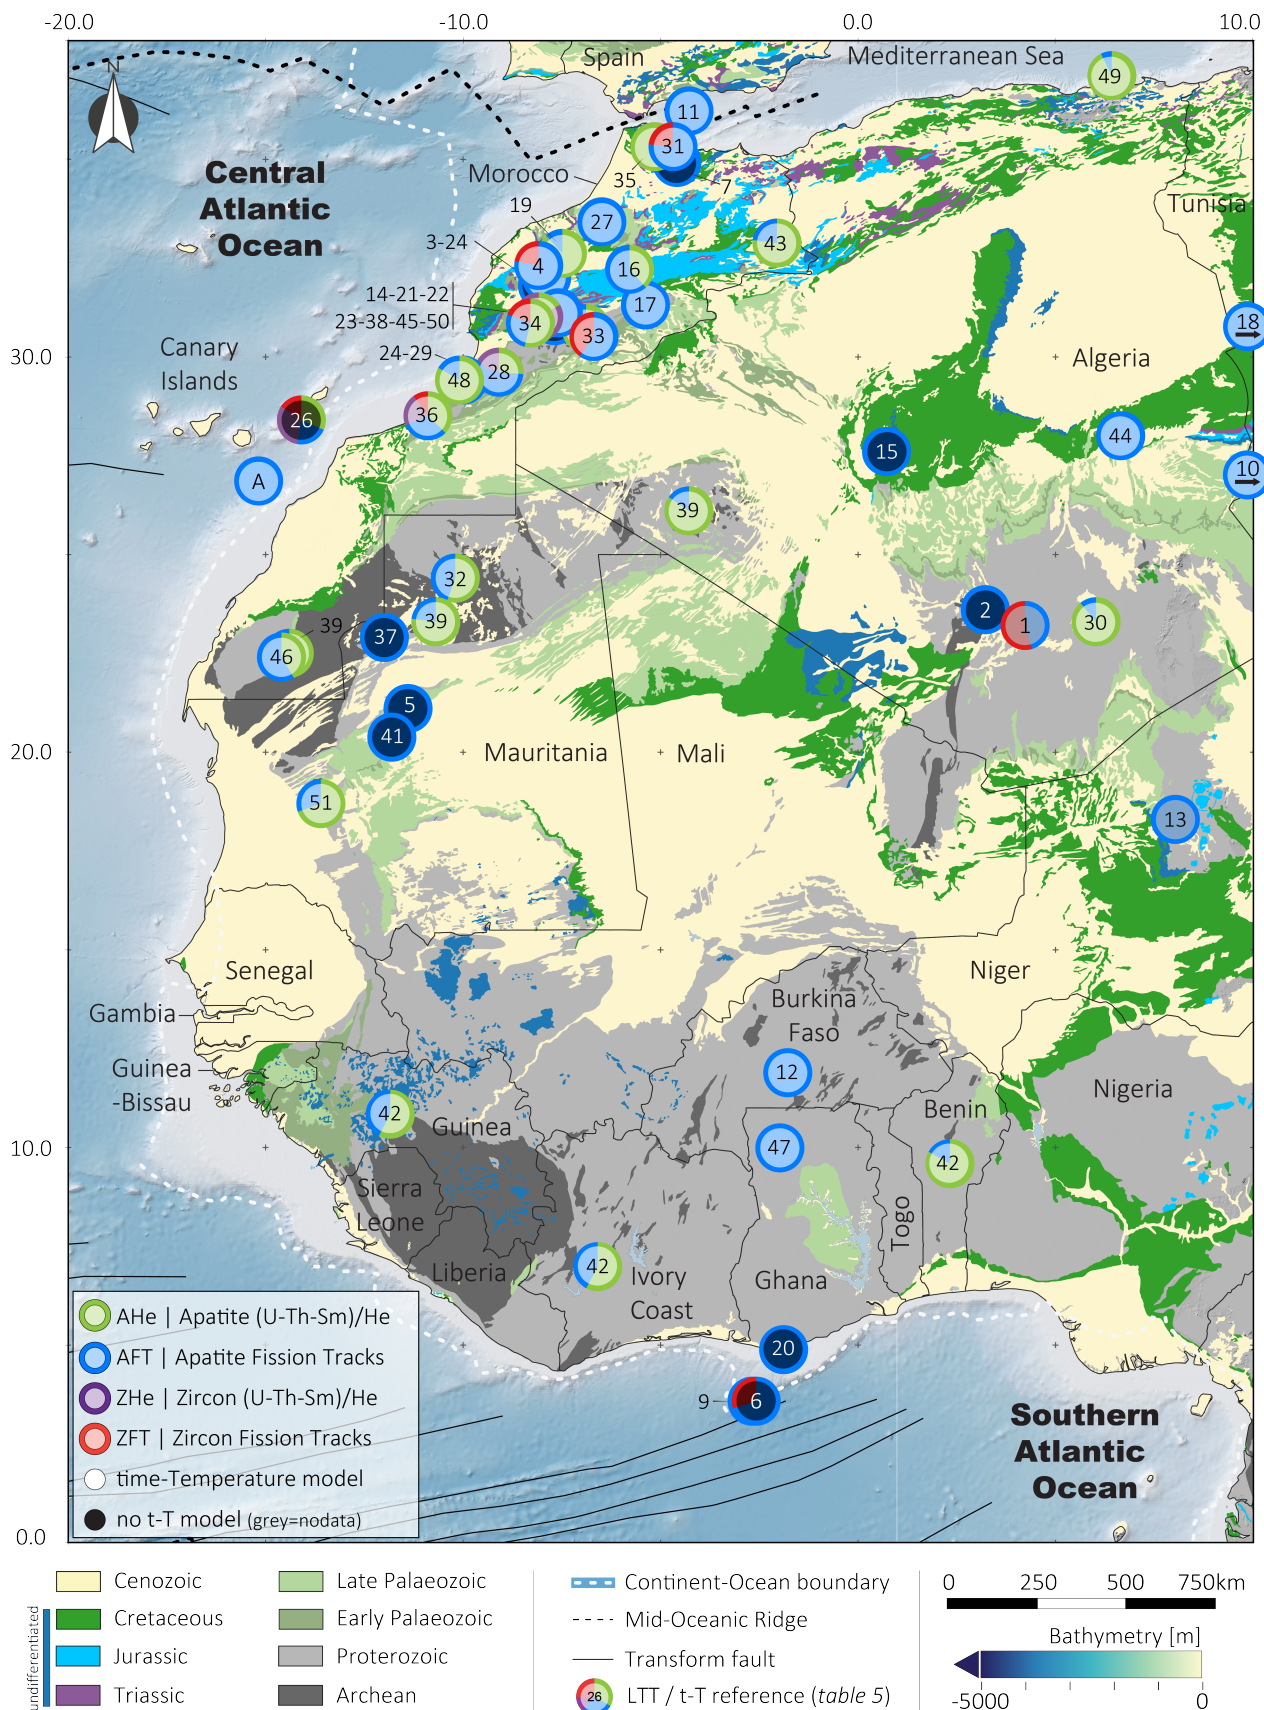 -20.0
-10.0
0.0
10.0
Spain
Mediterranean Sea
49
N
11
Central
Atlantic
Ocean
31
Morocco
35
7
19
Tunisia
27
3-24
43
4
16
14-21-22
17
23-38-45-50
34
33
18
30.0
Canary
Islands
24-29
Algeria
28
48
36
26
44
15
10
A
39
32
2
39
39
1
30
37
46
5
41
20.0
Mauritania
Mali
51
13
Senegal
Niger
Burkina
Faso
Gambia
Guinea
-Bissau
12
Nigeria
42
Benin
Guinea
10.0
47
42
Sierra
Leone
Togo
42
Liberia
Ivory
Coast
Ghana
AHe | Apatite (U-Th-Sm)/He
AFT | Apatite Fission Tracks
20
ZHe | Zircon (U-Th-Sm)/He
9
6
ZFT | Zircon Fission Tracks
Southern
Atlantic
Ocean
time-Temperature model
no t-T model (grey=nodata)
0.0
undifferentiated
Cenozoic
Cretaceous
Jurassic
Triassic
Late Palaeozoic
Early Palaeozoic
Proterozoic
Archean
Continent-Ocean boundary
Mid-Oceanic Ridge
Transform fault
26
LTT / t-T reference (table 5)
0 250 500 750km
Bathymetry [m]
-5000 0